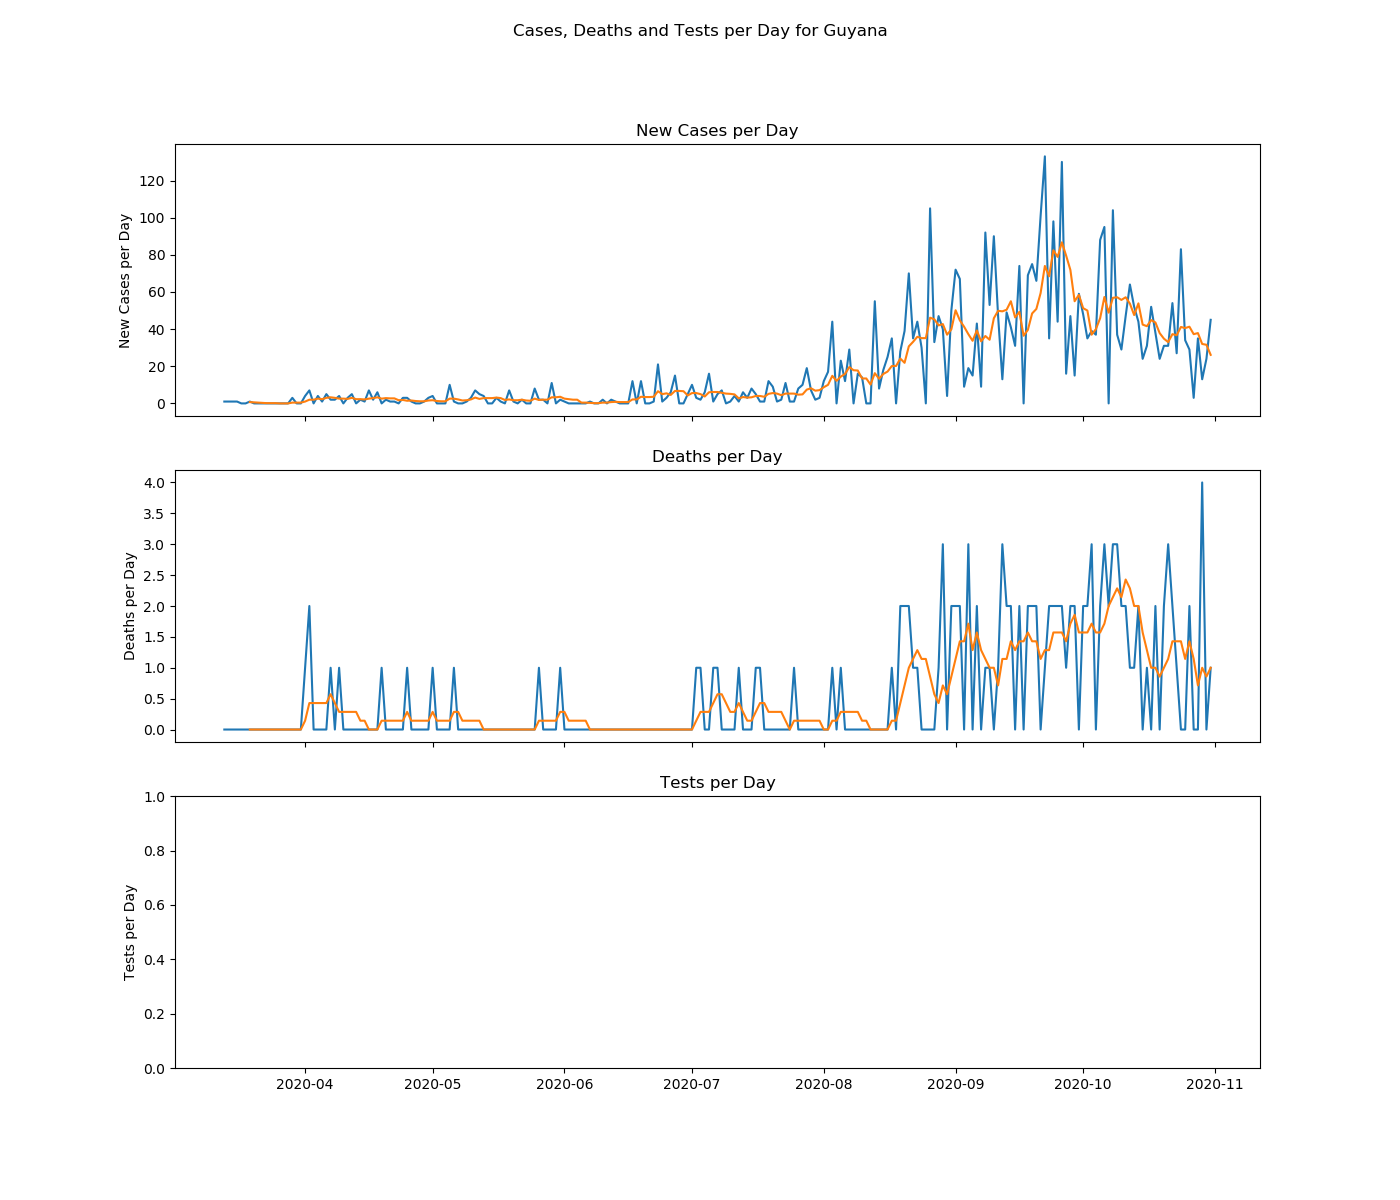 Cases, Deaths and Tests per Day for Guyana
New Cases per Day
New Cases per Day
120
100
80
60
40
20
0
Deaths per Day
Deaths per Day
4.0
3.5
3.0
2.5
2.0
1.5
1.0
0.5
0.0
Tests per Day
Tests per Day
1.0
0.8
0.6
0.4
0.2
0.0
2020-04 2020-05 2020-06 2020-07 2020-08 2020-09 2020-10 2020-11